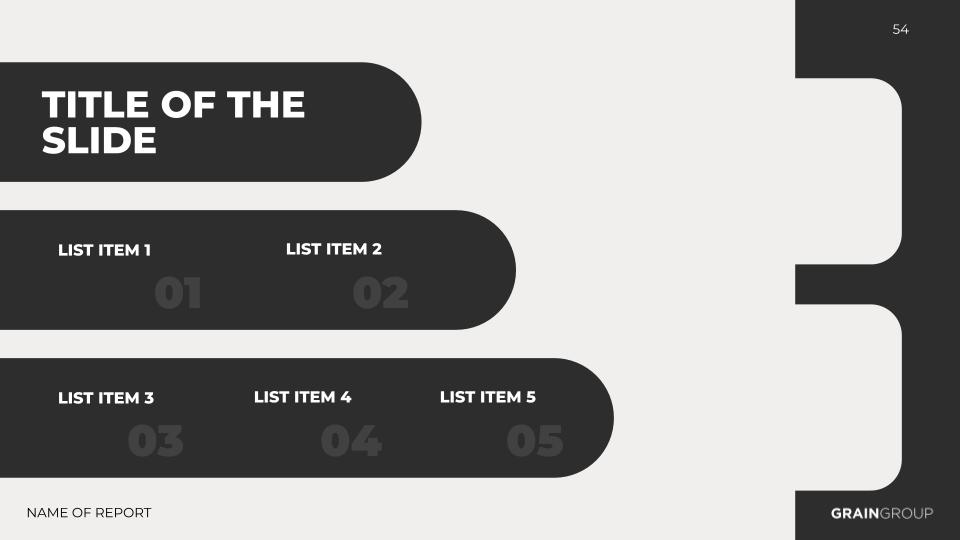 54
TITLE OF THE
SLIDE
LIST ITEM 1
LIST ITEM 2
01
02
LIST ITEM 3
LIST ITEM 4
LIST ITEM 5
03
04
05
NAME OF REPORT
GRAINGROUP